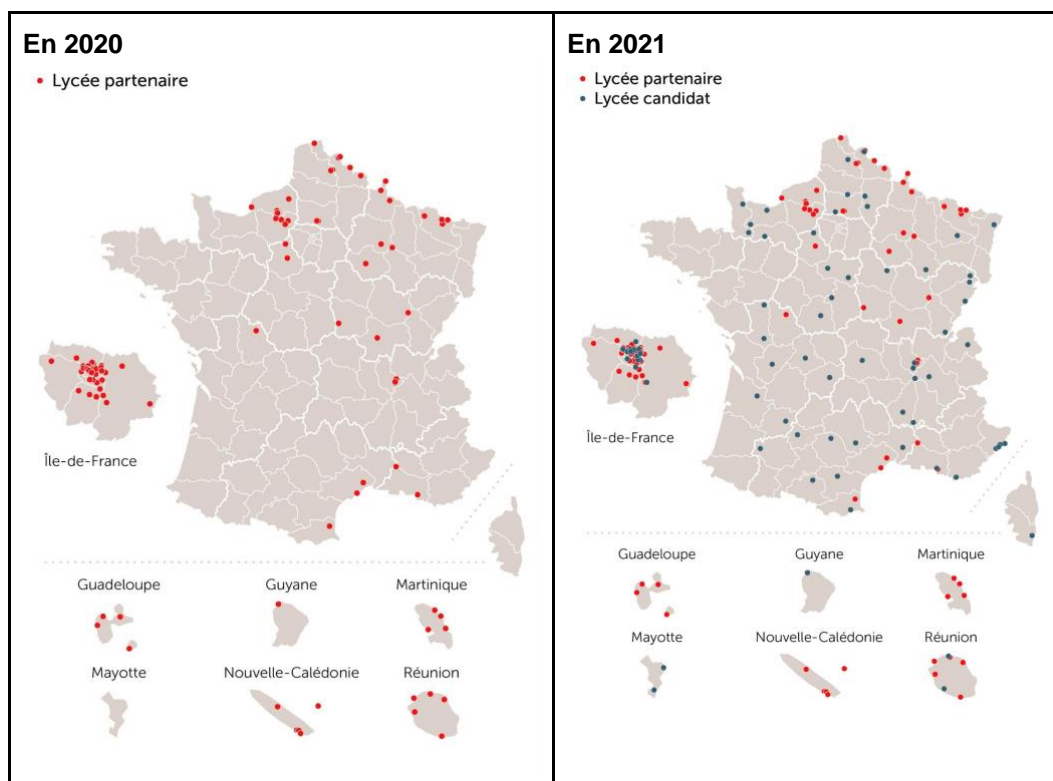 En 2020
Lycée partenaire
Île-de-France
Guadeloupe
Guyane
Martinique
Mayotte
Nouvelle-Calédonie
Réunion
En 2021
Lycée partenaire
Lycée candidat
Île-de-France
Guadeloupe
Guyane
Martinique
Mayotte
Nouvelle-Calédonie
Réunion